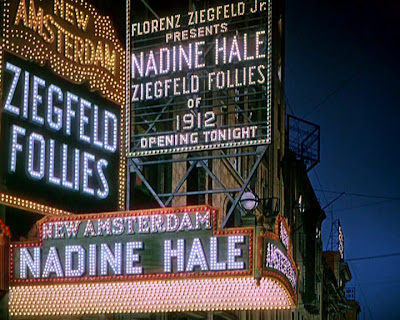 NEW
AMSTERDAM
ZIEGFELD
FOLLIES
FLORENZ ZIEGFELD Jr.
PRESENTS
NADINE HALE
ZIEGFELD FOLLIES
OF
1912
OPENING TONIGHT
NEW AMSTERDAM
NADINE HALE
AMSTERDAM